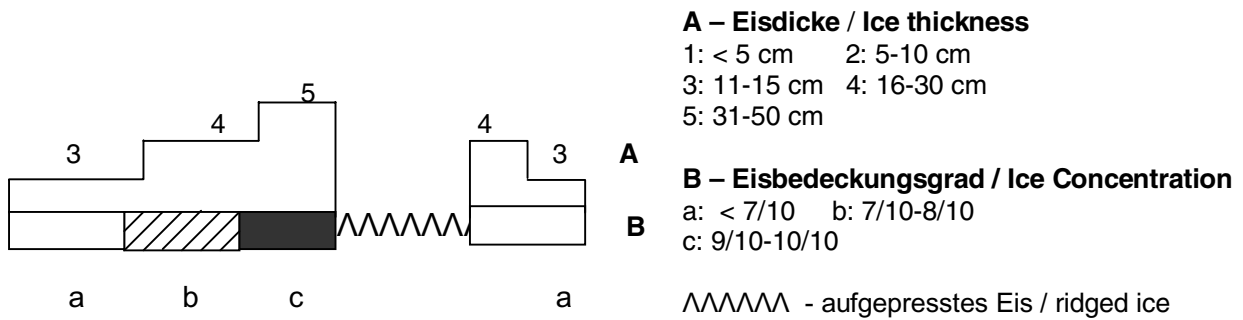 5
4
4
3
3
A
B
ΛΛΛΛΛΛ
a
b
c
a
A – Eisdicke / Ice thickness
1: < 5 cm 2: 5-10 cm
3: 11-15 cm 4: 16-30 cm
5: 31-50 cm
B – Eisbedeckungsgrad / Ice Concentration
a: < 7/10 b: 7/10-8/10
c: 9/10-10/10
ΛΛΛΛΛΛ - aufgepresstes Eis / ridged ice